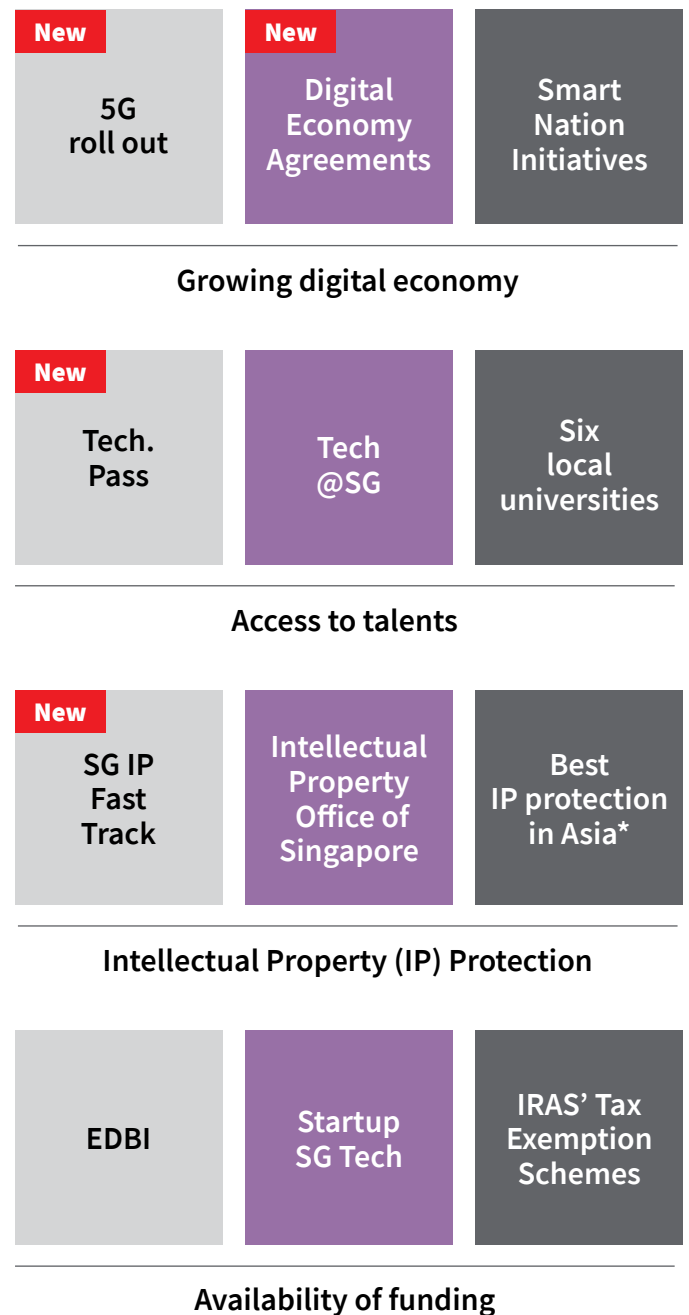 New
5G
roll out
New
Digital
Economy
Agreements
Smart
Nation
Initiatives
Growing digital economy
New
Tech.
Pass
Tech
@SG
Six
local
universities
Access to talents
New
SG IP
Fast
Track
Intellectual
Property
Office of
Singapore
Best
IP protection
in Asia*
Intellectual Property (IP) Protection
EDBI
Startup
SG Tech
IRAS’ Tax
Exemption
Schemes
Availability of funding